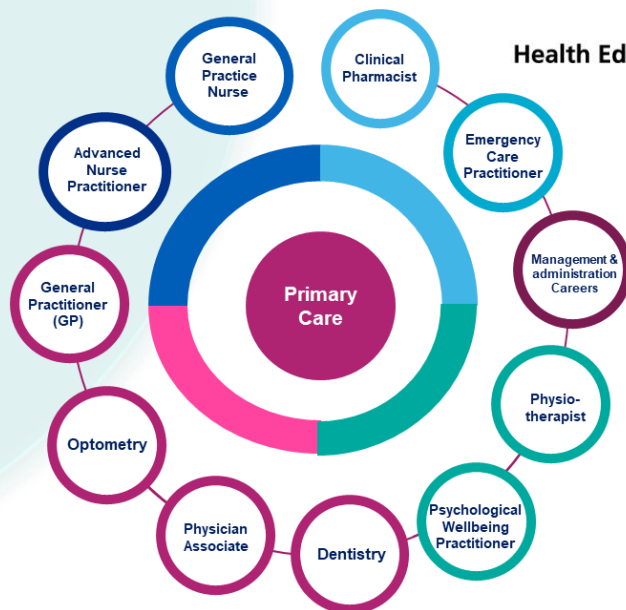 Health Ed
General
Practice
Nurse
Clinical
Pharmacist
Emergency
Care
Practitioner
Management &
administration
Careers
Physio-
therapist
Psychological
Wellbeing
Practitioner
Dentistry
Physician
Associate
Optometry
General
Practitioner
(GP)
Advanced
Nurse
Practitioner
Primary
Care